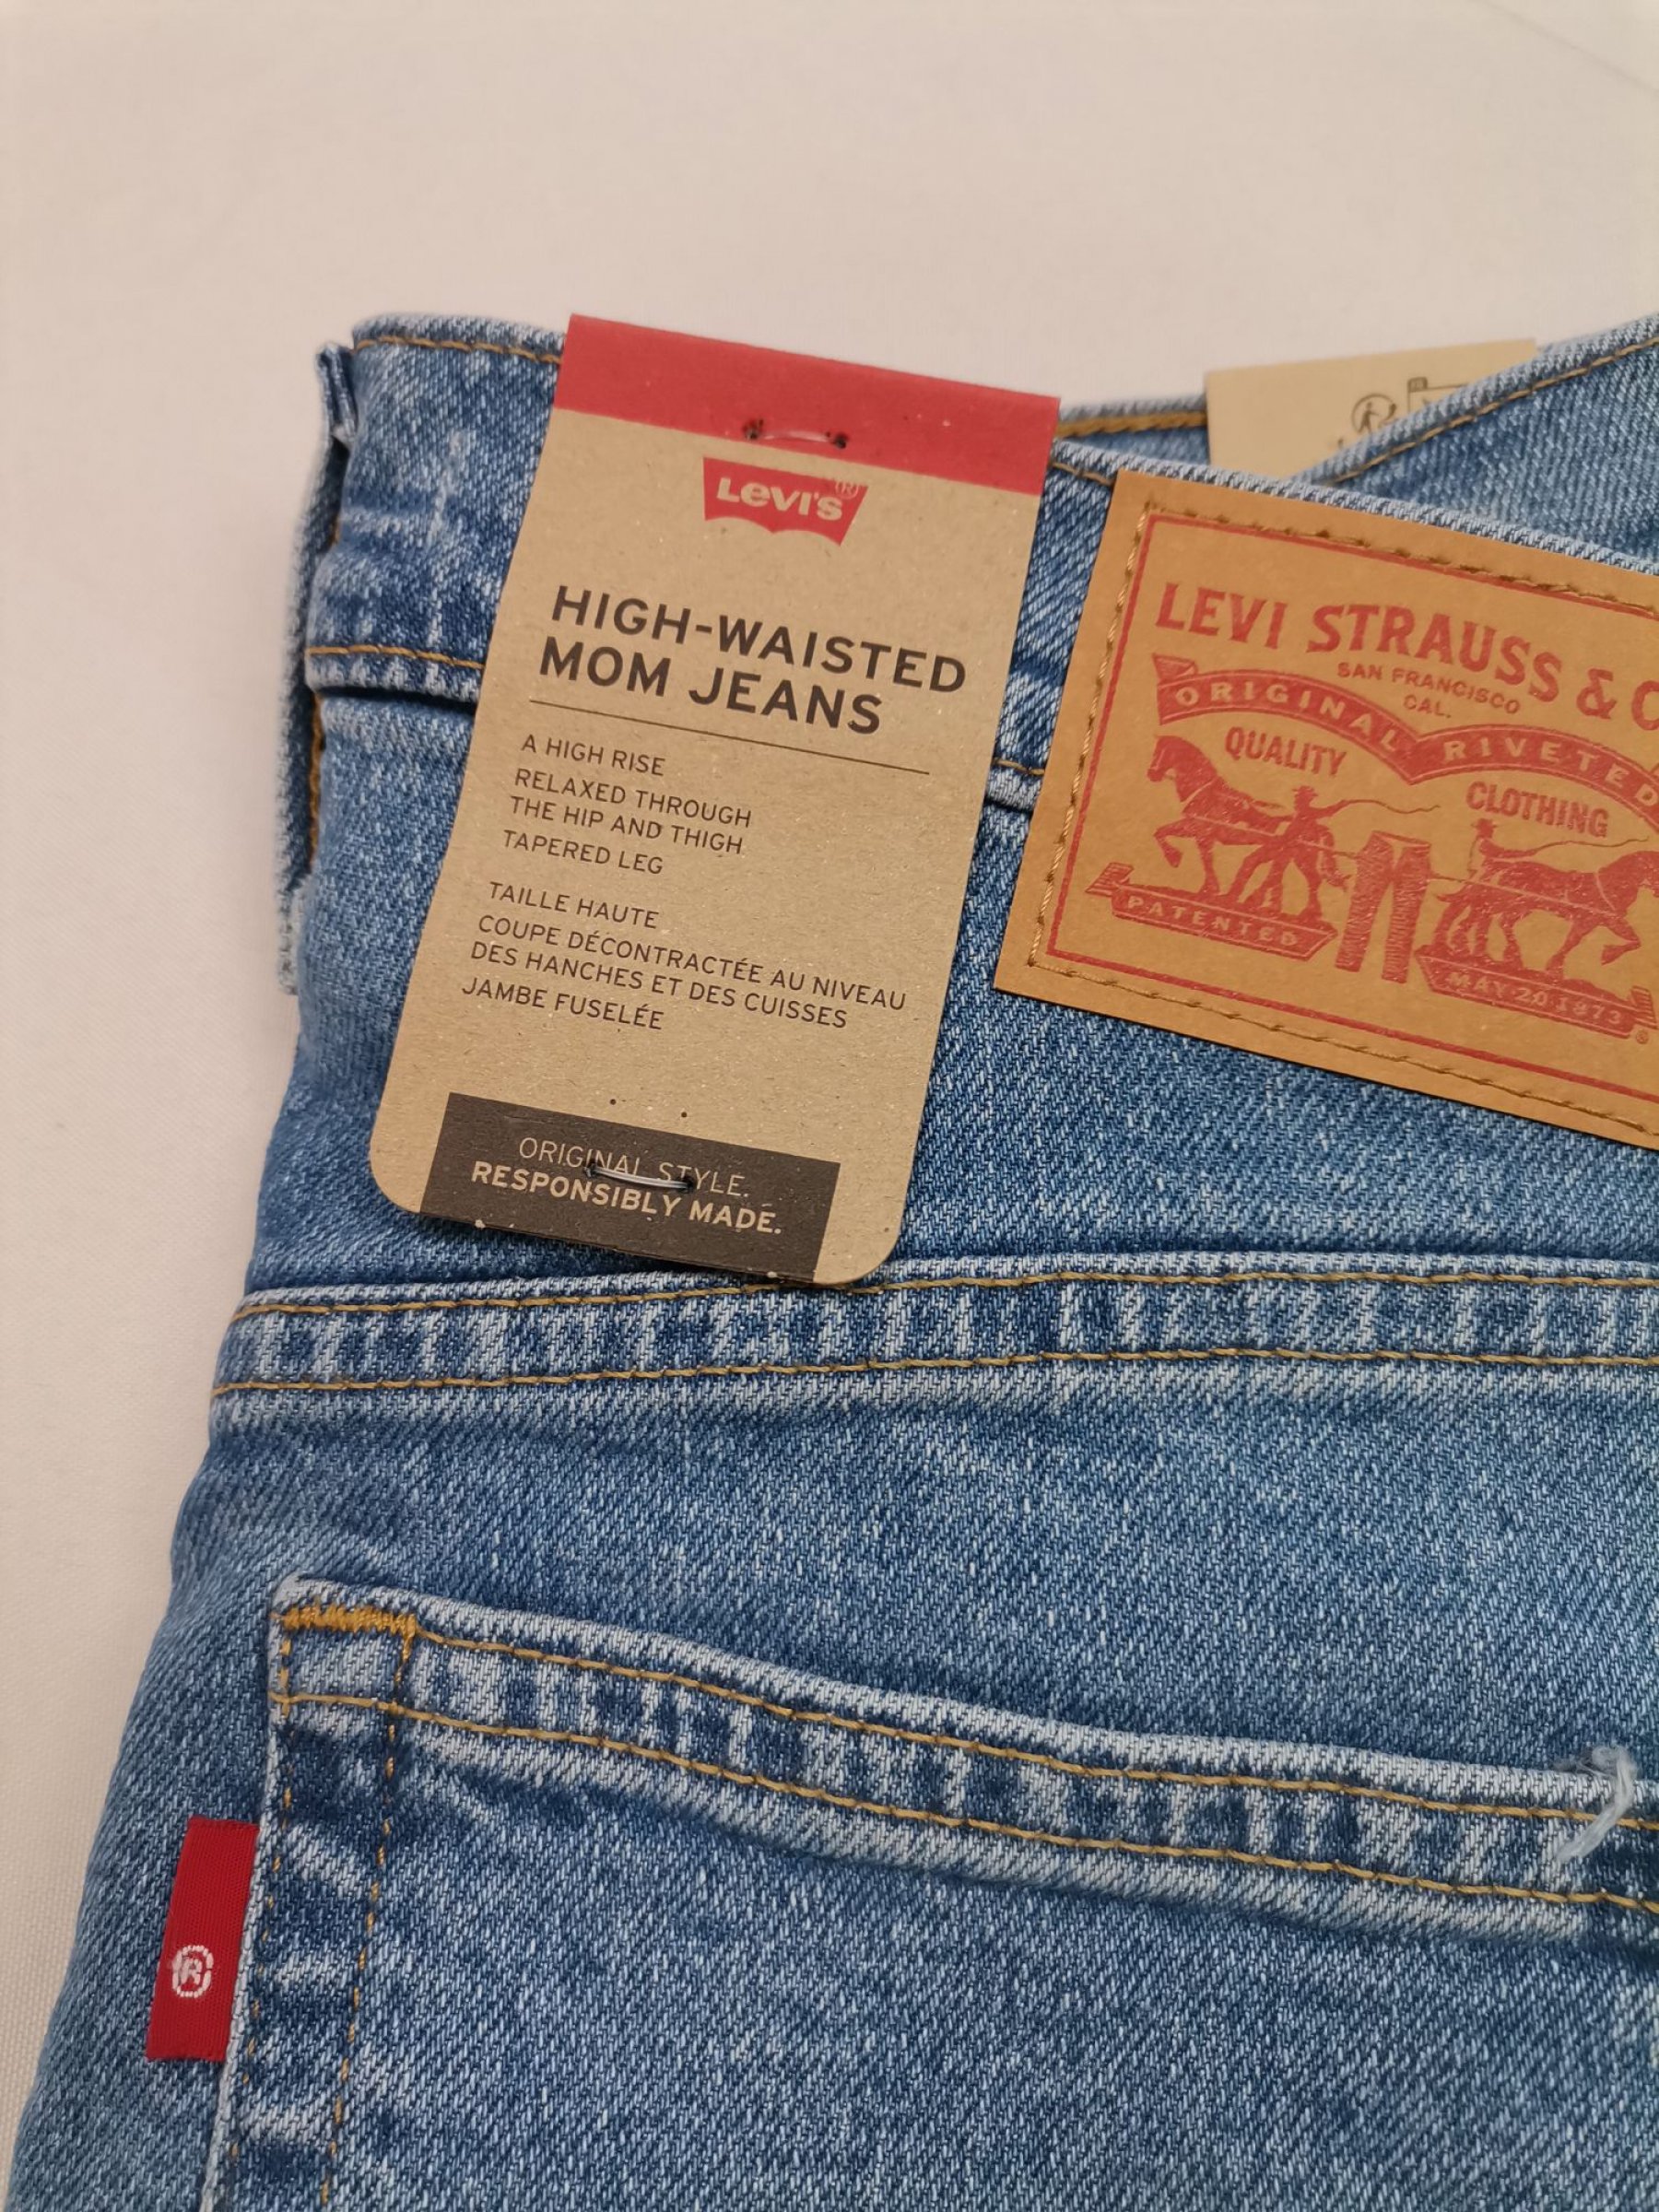 LEVI'S®
HIGH-WAISTED
MOM JEANS
A HIGH RISE
RELAXED THROUGH
THE HIP AND THIGH
TAPERED LEG
TAILLE HAUTE
COUPE DÉCONTRACTÉE AU NIVEAU
DES HANCHES ET DES CUISSES
JAMBE FUSELÉE
ORIGINAL STYLE.
RESPONSIBLY MADE.
LEVI STRAUSS & C
SAN FRANCISCO
CAL.
ORIGINAL RIVETED
QUALITY
CLOTHING
PATENTED
MAY 20 1873
®
®